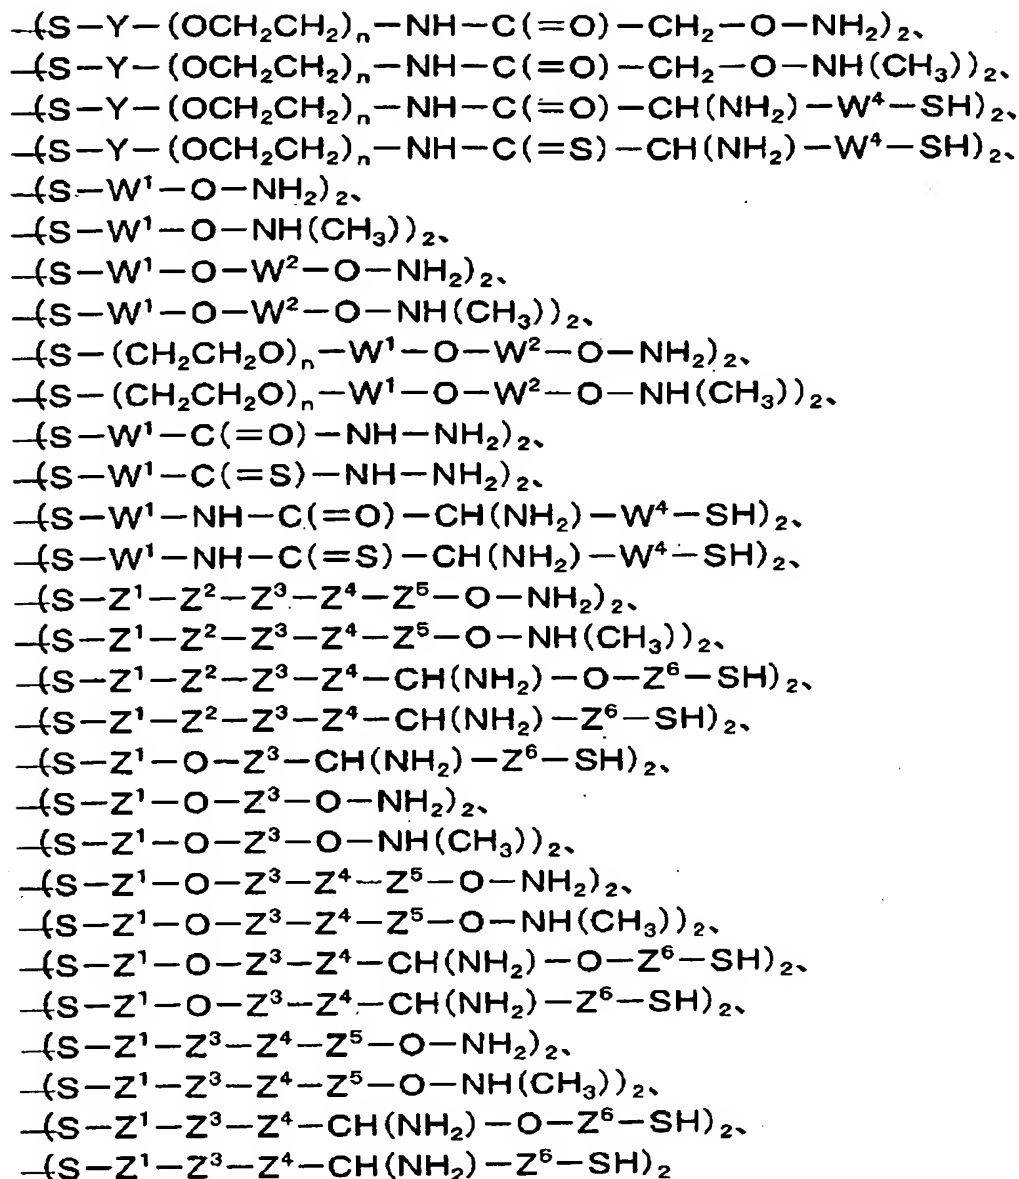 -(S-Y-(OCH₂CH₂)ₙ-NH-C(=O)-CH₂-O-NH₂)₂、
-(S-Y-(OCH₂CH₂)ₙ-NH-C(=O)-CH₂-O-NH(CH₃))₂、
-(S-Y-(OCH₂CH₂)ₙ-NH-C(=O)-CH(NH₂)-W⁴-SH)₂、
-(S-Y-(OCH₂CH₂)ₙ-NH-C(=S)-CH(NH₂)-W⁴-SH)₂、
-(S-W¹-O-NH₂)₂、
-(S-W¹-O-NH(CH₃))₂、
-(S-W¹-O-W²-O-NH₂)₂、
-(S-W¹-O-W²-O-NH(CH₃))₂、
-(S-(CH₂CH₂O)ₙ-W¹-O-W²-O-NH₂)₂、
-(S-(CH₂CH₂O)ₙ-W¹-O-W²-O-NH(CH₃))₂、
-(S-W¹-C(=O)-NH-NH₂)₂、
-(S-W¹-C(=S)-NH-NH₂)₂、
-(S-W¹-NH-C(=O)-CH(NH₂)-W⁴-SH)₂、
-(S-W¹-NH-C(=S)-CH(NH₂)-W⁴-SH)₂、
-(S-Z¹-Z²-Z³-Z⁴-Z⁵-O-NH₂)₂、
-(S-Z¹-Z²-Z³-Z⁴-Z⁵-O-NH(CH₃))₂、
-(S-Z¹-Z²-Z³-Z⁴-CH(NH₂)-O-Z⁶-SH)₂、
-(S-Z¹-Z²-Z³-Z⁴-CH(NH₂)-Z⁶-SH)₂、
-(S-Z¹-O-Z³-CH(NH₂)-Z⁶-SH)₂、
-(S-Z¹-O-Z³-O-NH₂)₂、
-(S-Z¹-O-Z³-O-NH(CH₃))₂、
-(S-Z¹-O-Z³-Z⁴-Z⁵-O-NH₂)₂、
-(S-Z¹-O-Z³-Z⁴-Z⁵-O-NH(CH₃))₂、
-(S-Z¹-O-Z³-Z⁴-CH(NH₂)-O-Z⁶-SH)₂、
-(S-Z¹-O-Z³-Z⁴-CH(NH₂)-Z⁶-SH)₂、
-(S-Z¹-Z³-Z⁴-Z⁵-O-NH₂)₂、
-(S-Z¹-Z³-Z⁴-Z⁵-O-NH(CH₃))₂、
-(S-Z¹-Z³-Z⁴-CH(NH₂)-O-Z⁶-SH)₂、
-(S-Z¹-Z³-Z⁴-CH(NH₂)-Z⁶-SH)₂